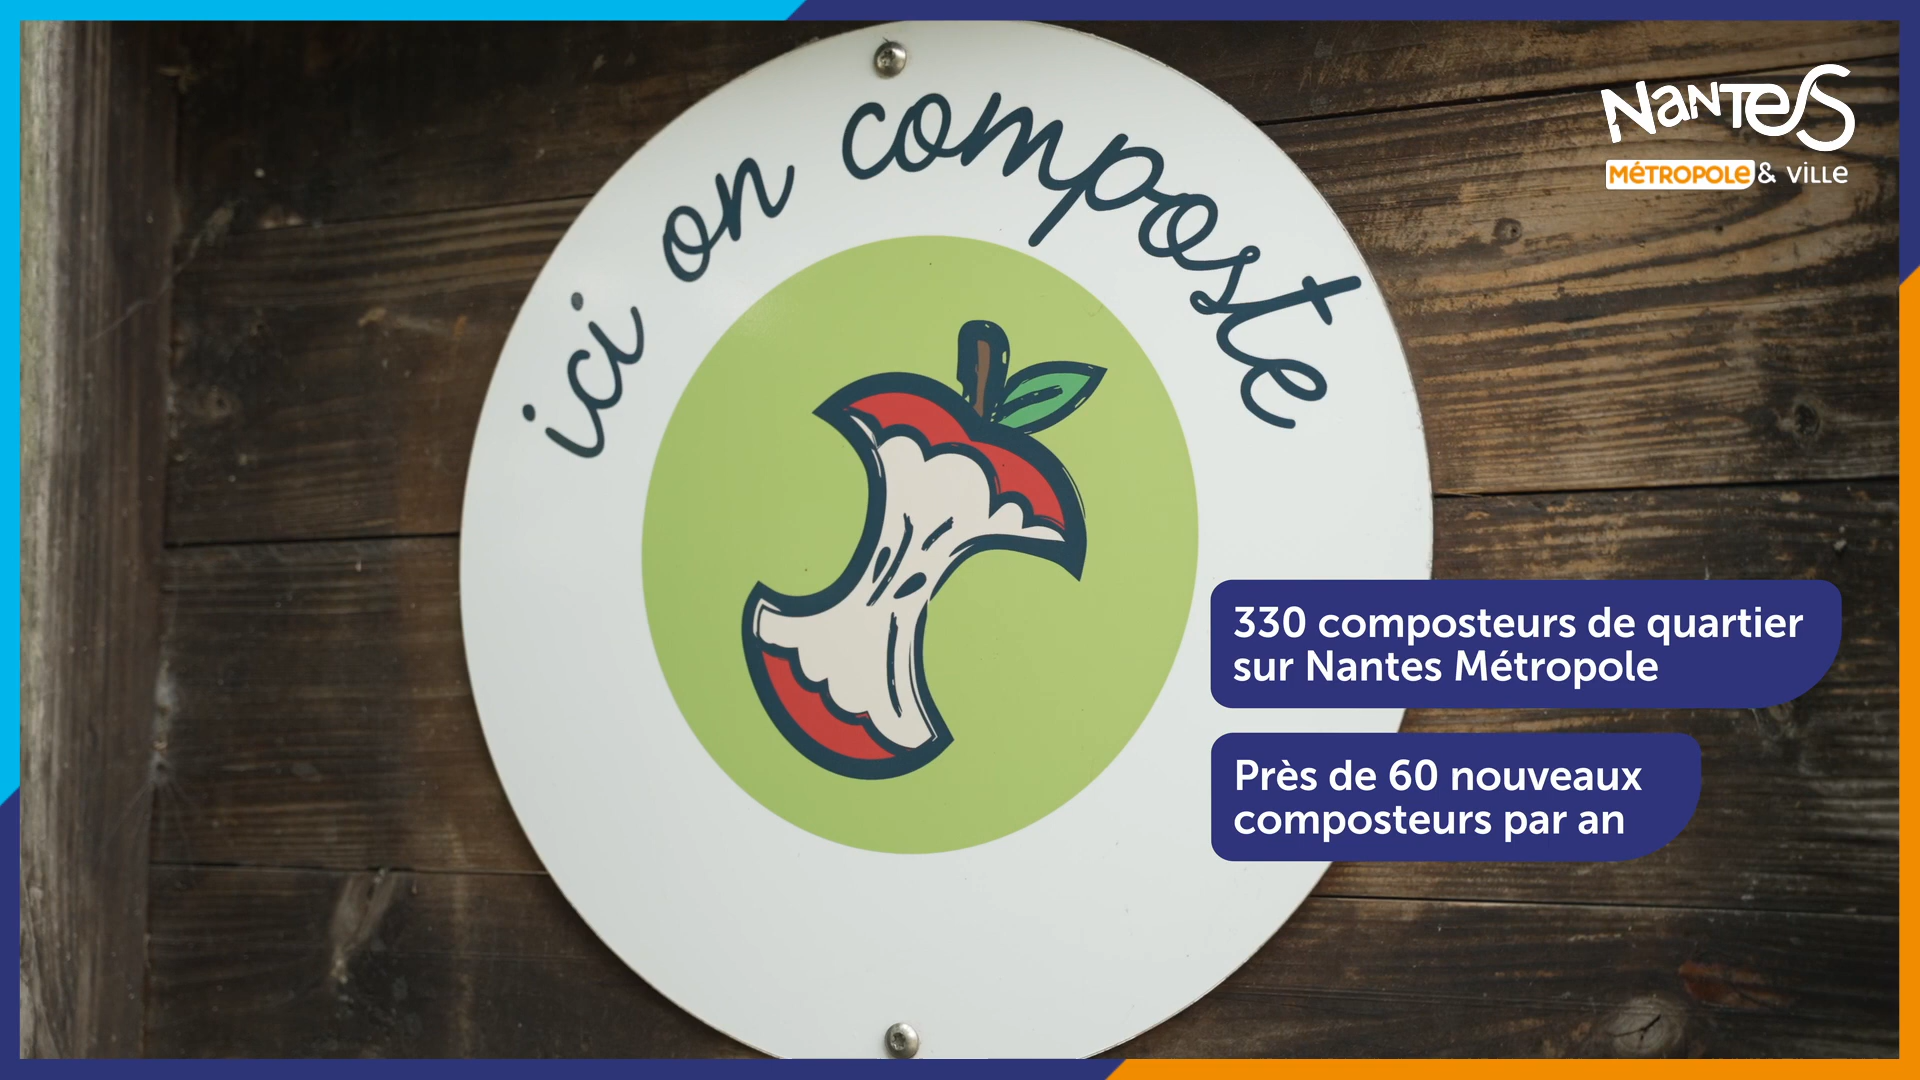 ici on composte
NANTES
MÉTROPOLE & VILLE
330 composteurs de quartier
sur Nantes Métropole
Près de 60 nouveaux
composteurs par an